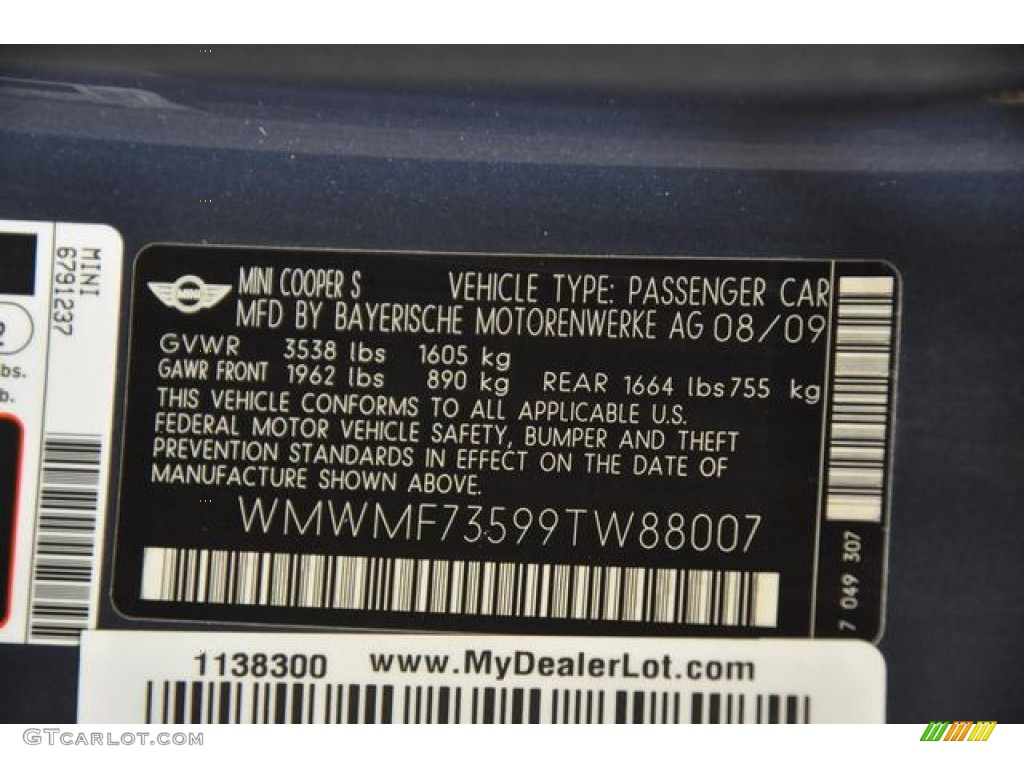 MINI COOPER S VEHICLE TYPE: PASSENGER CAR
MFD BY BAYERISCHE MOTORENWERKE AG 08/09
GVWR 3538 lbs 1605 kg
GAWR FRONT 1962 lbs 890 kg REAR 1664 lbs 755 kg
THIS VEHICLE CONFORMS TO ALL APPLICABLE U.S.
FEDERAL MOTOR VEHICLE SAFETY, BUMPER AND THEFT
PREVENTION STANDARDS IN EFFECT ON THE DATE OF
MANUFACTURE SHOWN ABOVE.
WMWMF73599TW88007
7 049 307
MINI
6791237
2
bs.
b.
1138300 www.MyDealerLot.com
GTCARLOT.COM